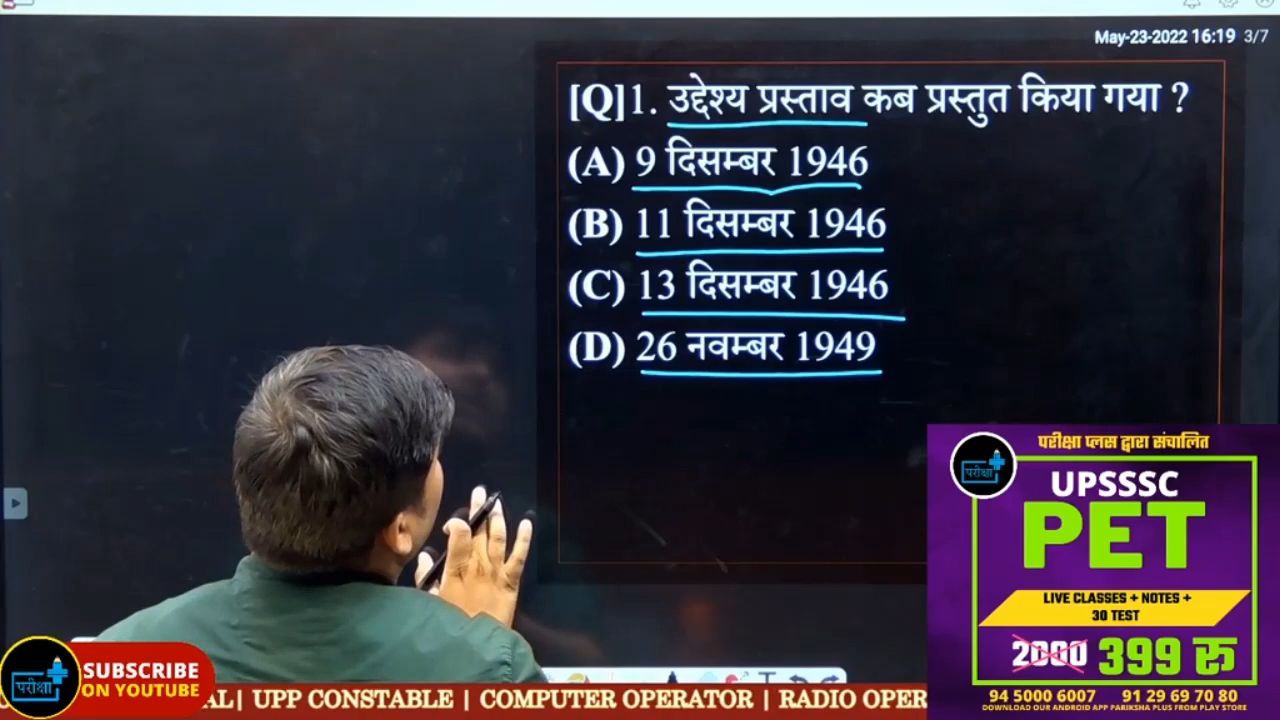 May-23-2022 16:19 3/7
[Q]1. उद्देश्य प्रस्ताव कब प्रस्तुत किया गया ?
(A) 9 दिसम्बर 1946
(B) 11 दिसम्बर 1946
(C) 13 दिसम्बर 1946
(D) 26 नवम्बर 1949
परीक्षा प्लस द्वारा संचालित
परीक्षा
UPSSSC
PET
LIVE CLASSES + NOTES +
30 TEST
2000 399 रु
94 5000 6007 91 29 69 70 80
DOWNLOAD OUR ANDROID APP PARIKSHA PLUS FROM PLAY STORE
परीक्षा
SUBSCRIBE
ON YOUTUBE
AL| UPP CONSTABLE | COMPUTER OPERATOR | RADIO OPER